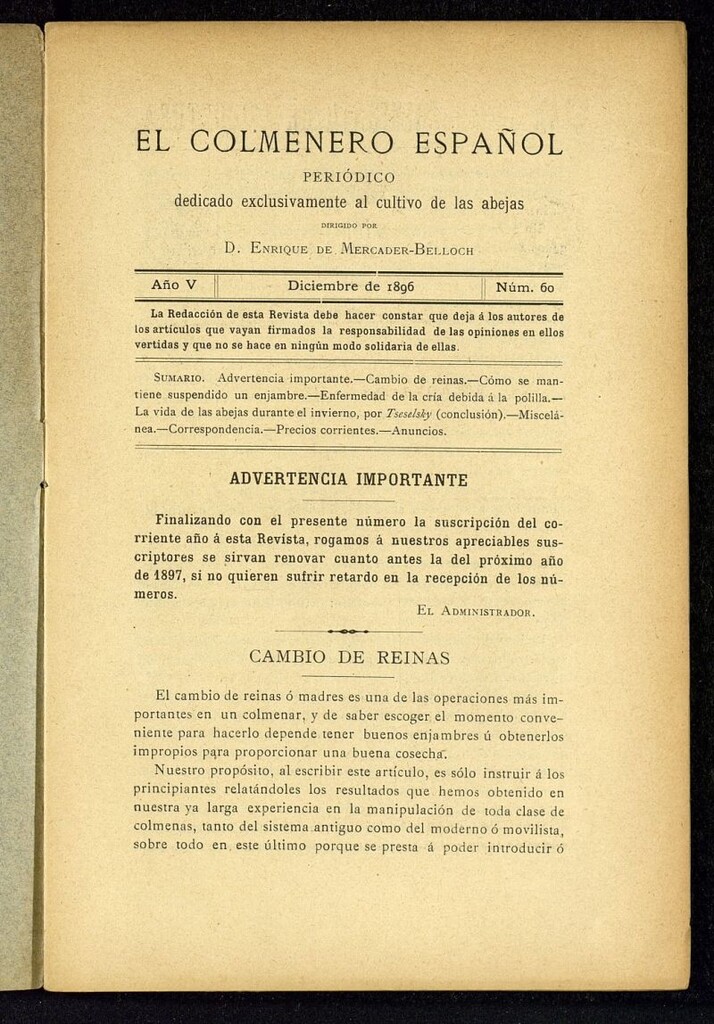 EL COLMENERO ESPAÑOL
PERIÓDICO
dedicado exclusivamente al cultivo de las abejas
DIRIGIDO POR
D. ENRIQUE DE MERCADER-BELLOCH
Año V Diciembre de 1896 Núm. 60
La Redacción de esta Revista debe hacer constar que deja á los autores de
los artículos que vayan firmados la responsabilidad de las opiniones en ellos
vertidas y que no se hace en ningún modo solidaria de ellas.
SUMARIO. Advertencia importante.—Cambio de reinas.—Cómo se man-
tiene suspendido un enjambre.—Enfermedad de la cría debida á la polilla.—
La vida de las abejas durante el invierno, por Tseselsky (conclusión).—Miscelá-
nea.—Correspondencia.—Precios corrientes.—Anuncios.
ADVERTENCIA IMPORTANTE
Finalizando con el presente número la suscripción del co-
rriente año á esta Revista, rogamos á nuestros apreciables sus-
criptores se sirvan renovar cuanto antes la del próximo año
de 1897, si no quieren sufrir retardo en la recepción de los nú-
meros.
EL ADMINISTRADOR.
CAMBIO DE REINAS
El cambio de reinas ó madres es una de las operaciones más im-
portantes en un colmenar, y de saber escoger el momento conve-
niente para hacerlo depende tener buenos enjambres ú obtenerlos
impropios para proporcionar una buena cosecha.
Nuestro propósito, al escribir este artículo, es sólo instruir á los
principiantes relatándoles los resultados que hemos obtenido en
nuestra ya larga experiencia en la manipulación de toda clase de
colmenas, tanto del sistema antiguo como del moderno ó movilista,
sobre todo en este último porque se presta á poder introducir ó